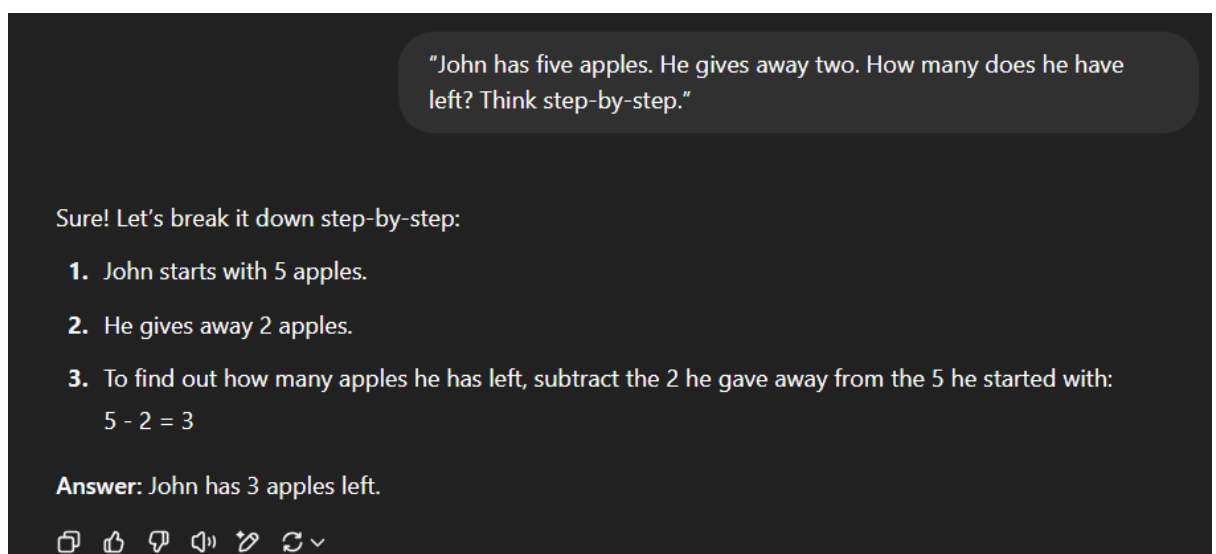 “John has five apples. He gives away two. How many does he have
left? Think step-by-step.”
Sure! Let’s break it down step-by-step:
1. John starts with 5 apples.
2. He gives away 2 apples.
3. To find out how many apples he has left, subtract the 2 he gave away from the 5 he started with:
5 - 2 = 3
Answer: John has 3 apples left.